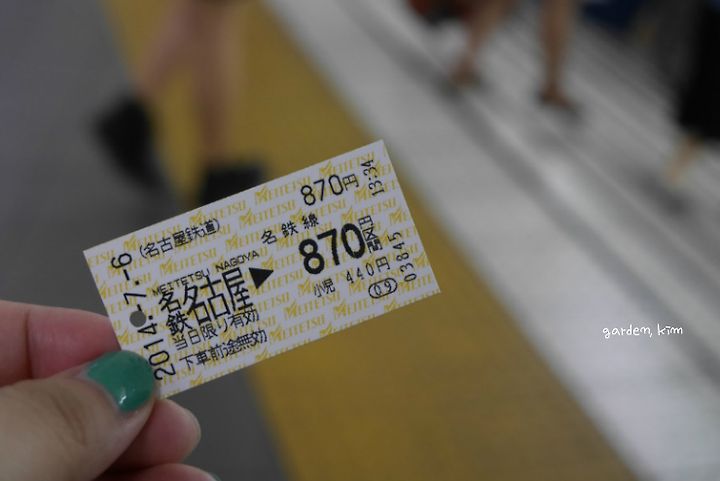 (名古屋鉄道)
870円
13:34
2014.7.-6
MEITETSU NAGOYA
名鉄名古屋
▶
名鉄線
870円区間
小児 440円
03845
09
当日限り有効
下車前途無効
garden, kim